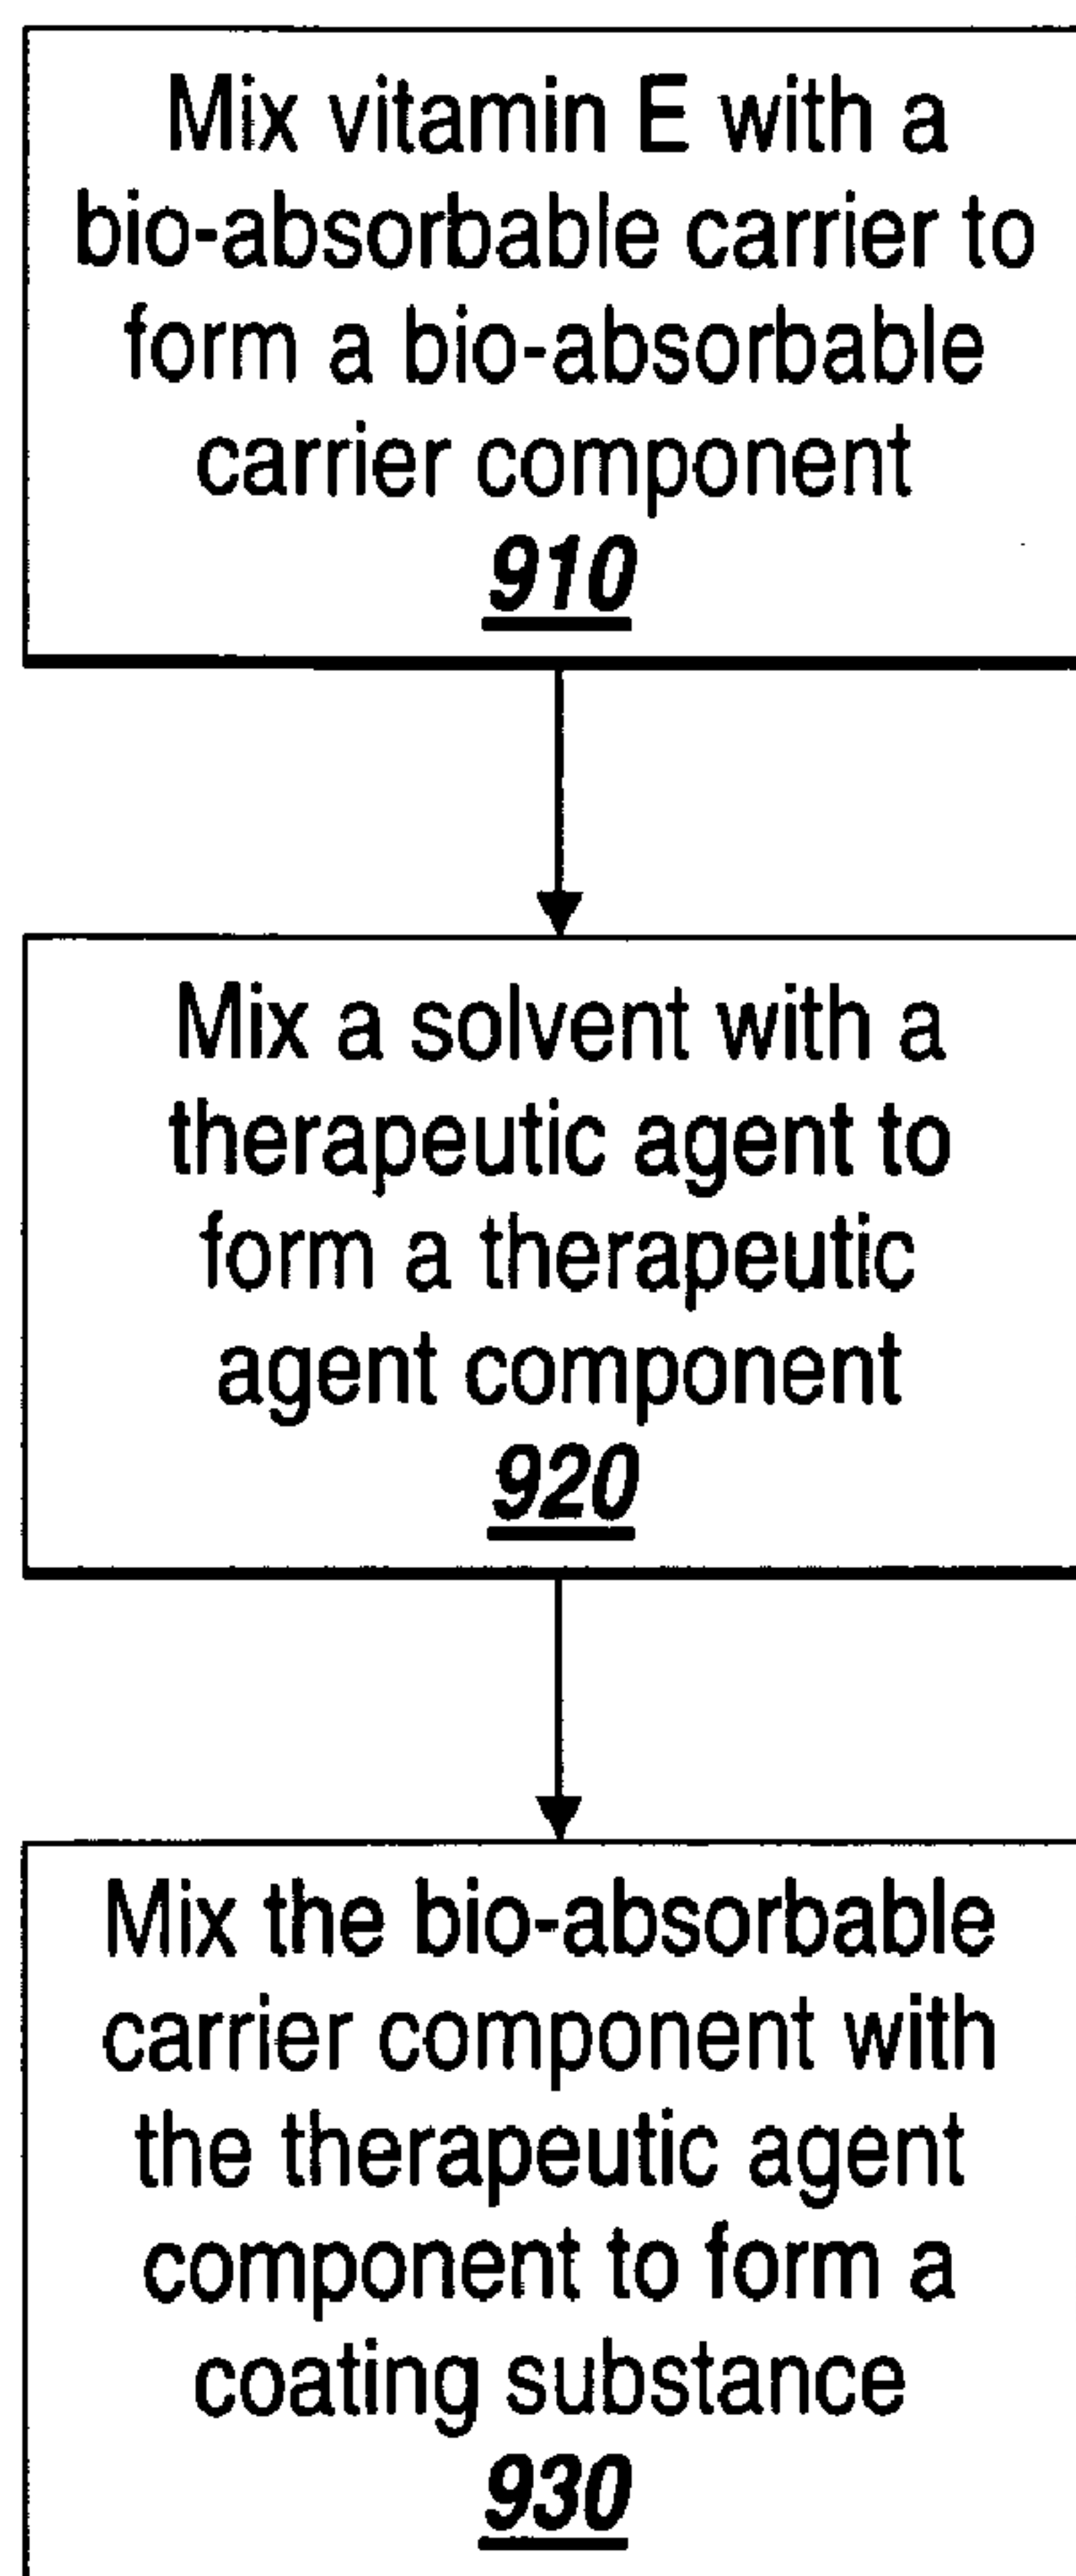 Mix vitamin E with a
bio-absorbable carrier to
form a bio-absorbable
carrier component
910
Mix a solvent with a
therapeutic agent to
form a therapeutic
agent component
920
Mix the bio-absorbable
carrier component with
the therapeutic agent
component to form a
coating substance
930